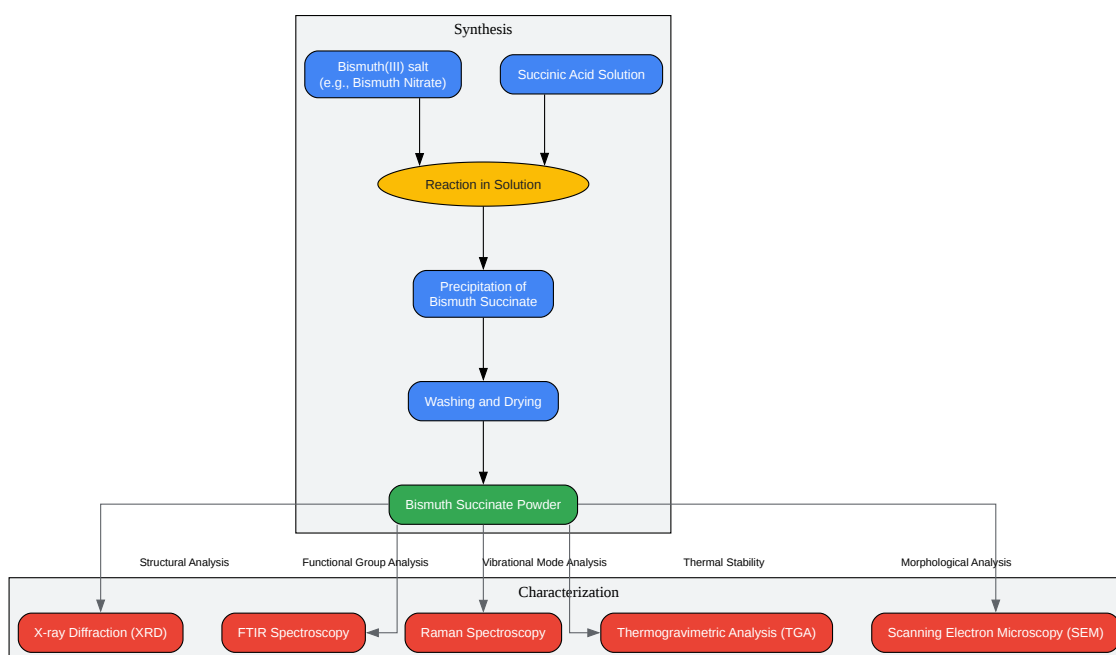 Synthesis
Bismuth(III) salt
(e.g., Bismuth Nitrate)
Succinic Acid Solution
Reaction in Solution
Precipitation of
Bismuth Succinate
Washing and Drying
Bismuth Succinate Powder
Structural Analysis
Functional Group Analysis
Vibrational Mode Analysis
Thermal Stability
Morphological Analysis
Characterization
X-ray Diffraction (XRD)
FTIR Spectroscopy
Raman Spectroscopy
Thermogravimetric Analysis (TGA)
Scanning Electron Microscopy (SEM)